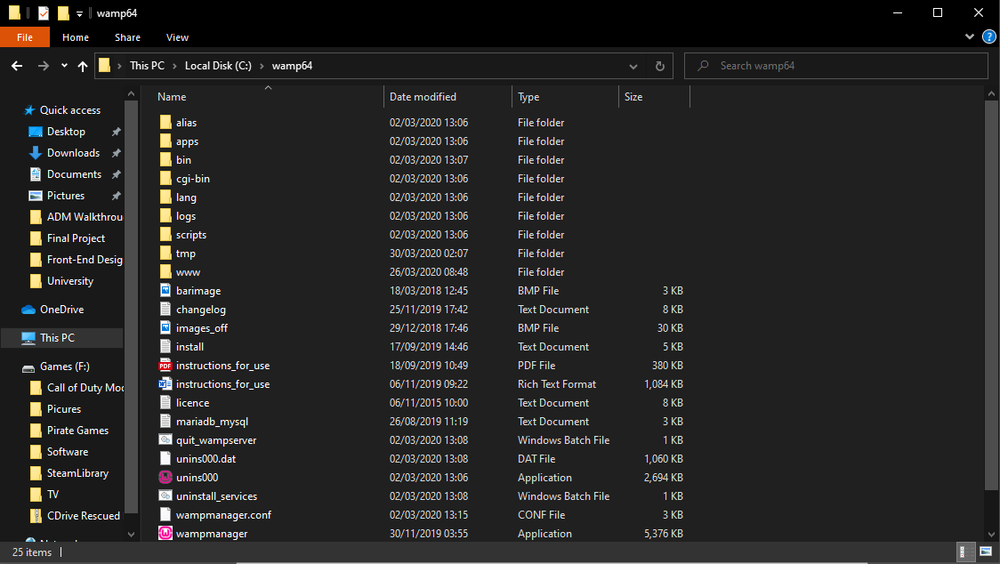 wamp64
File Home Share View
This PC Local Disk (C:) wamp64 Search wamp64
Name Date modified Type Size
Quick access
Desktop
Downloads
Documents
Pictures
ADM Walkthrou
Final Project
Front-End Desig
University
OneDrive
This PC
Games (F:)
Call of Duty Mod
Picures
Pirate Games
Software
SteamLibrary
TV
CDrive Rescued
alias 02/03/2020 13:06 File folder
apps 02/03/2020 13:06 File folder
bin 02/03/2020 13:07 File folder
cgi-bin 02/03/2020 13:06 File folder
lang 02/03/2020 13:06 File folder
logs 02/03/2020 13:06 File folder
scripts 02/03/2020 13:06 File folder
tmp 30/03/2020 02:07 File folder
www 26/03/2020 08:48 File folder
barimage 18/03/2018 12:45 BMP File 3 KB
changelog 25/11/2019 17:42 Text Document 8 KB
images_off 29/12/2018 17:46 BMP File 30 KB
install 17/09/2019 14:46 Text Document 5 KB
PDF instructions_for_use 18/09/2019 10:49 PDF File 380 KB
instructions_for_use 06/11/2019 09:22 Rich Text Format 1,084 KB
licence 06/11/2015 10:00 Text Document 8 KB
mariadb_mysql 26/08/2019 11:19 Text Document 3 KB
quit_wampserver 02/03/2020 13:08 Windows Batch File 1 KB
unins000.dat 02/03/2020 13:08 DAT File 1,060 KB
unins000 02/03/2020 13:06 Application 2,694 KB
uninstall_services 02/03/2020 13:08 Windows Batch File 1 KB
wampmanager.conf 02/03/2020 13:15 CONF File 3 KB
wampmanager 30/11/2019 03:55 Application 5,376 KB
25 items